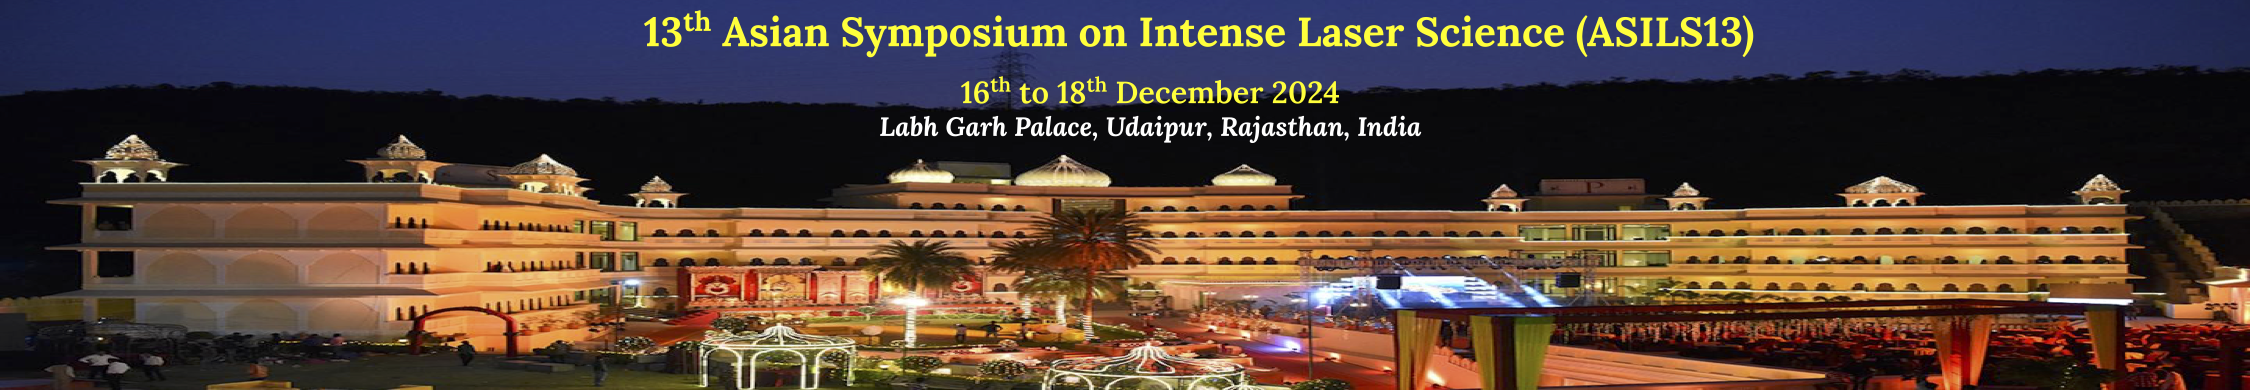 13th Asian Symposium on Intense Laser Science (ASILS13)
16th to 18th December 2024
Labh Garh Palace, Udaipur, Rajasthan, India